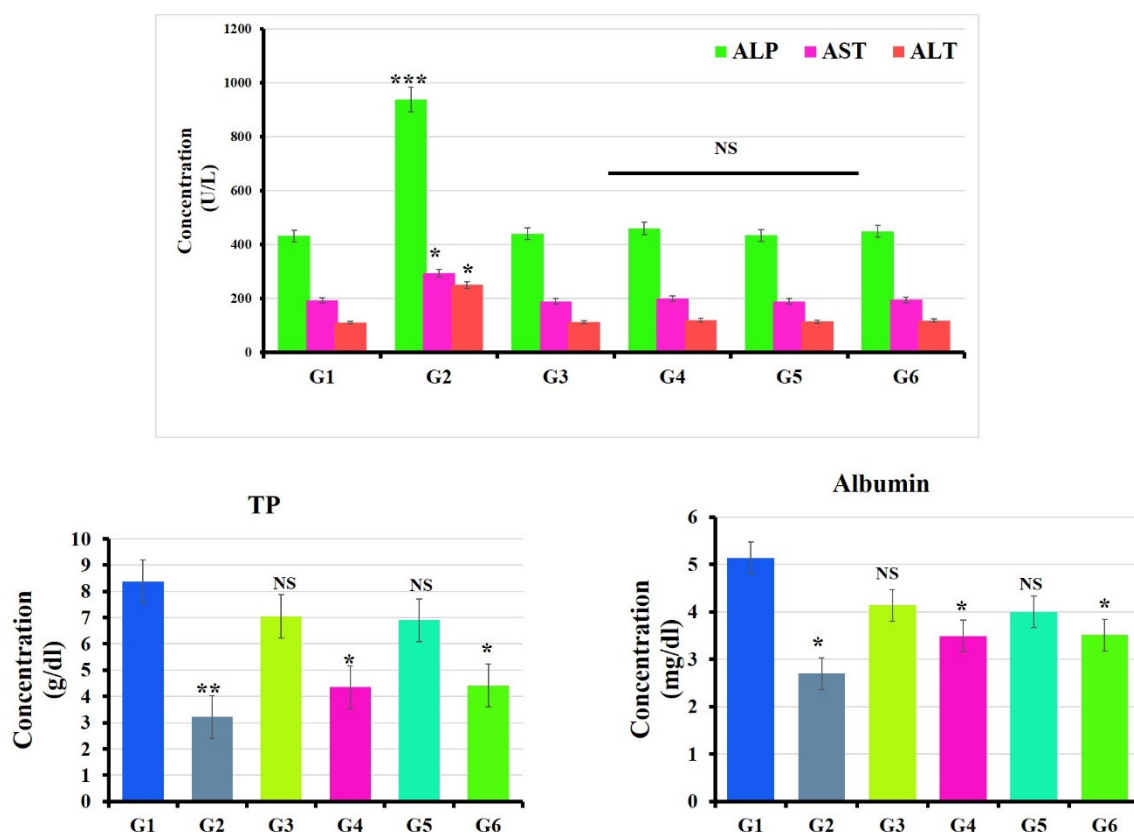 1200
ALP AST ALT
***
1000
800
NS
600
400
* *
200
0
Concentration
(U/L)
G1 G2 G3 G4 G5 G6
TP
10
9
8
7
6
5
4
3
2
1
0
Concentration
(g/dl)
** NS * NS *
G1 G2 G3 G4 G5 G6
Albumin
6
5
4
3
2
1
0
Concentration
(mg/dl)
* NS * NS *
G1 G2 G3 G4 G5 G6